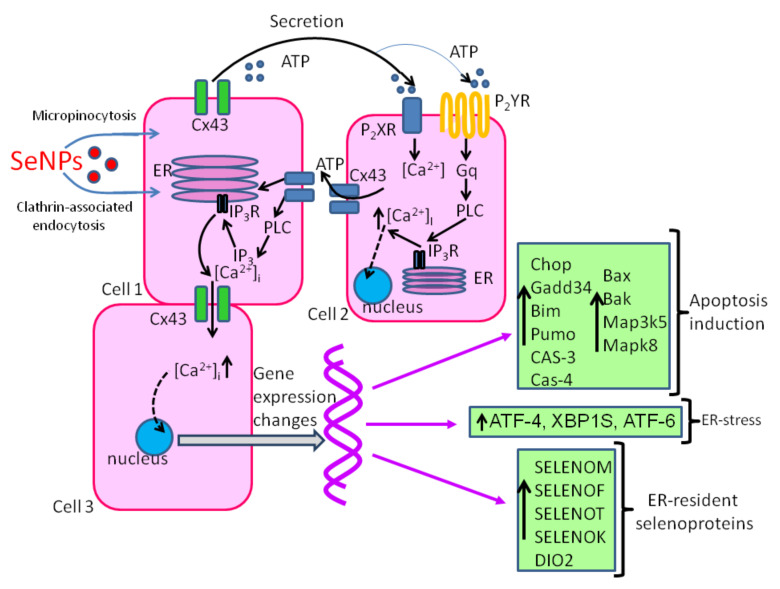 Secretion
ATP
ATP
P₂YR
P₂XR
Cx43
Micropinocytosis
SeNPs
Clathrin-associated
endocytosis
ER
IP₃R
PLC
IP₃
[Ca²⁺]ᵢ
Cell 1
ATP
Cx43
[Ca²⁺]
Gq
PLC
[Ca²⁺]I
IP₃R
ER
nucleus
Cell 2
Cx43
[Ca²⁺]ᵢ
nucleus
Cell 3
Gene
expression
changes
Chop
Gadd34
Bim
Pumo
CAS-3
Cas-4
Bax
Bak
Map3k5
Mapk8
Apoptosis
induction
ATF-4, XBP1S, ATF-6
ER-stress
SELENOM
SELENOF
SELENOT
SELENOK
DIO2
ER-resident
selenoproteins